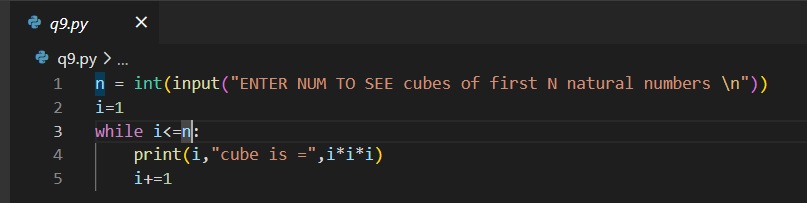 q9.py ×
q9.py > ...
1 n = int(input("ENTER NUM TO SEE cubes of first N natural numbers \n"))
2 i=1
3 while i<=n:
4     print(i,"cube is =",i*i*i)
5     i+=1